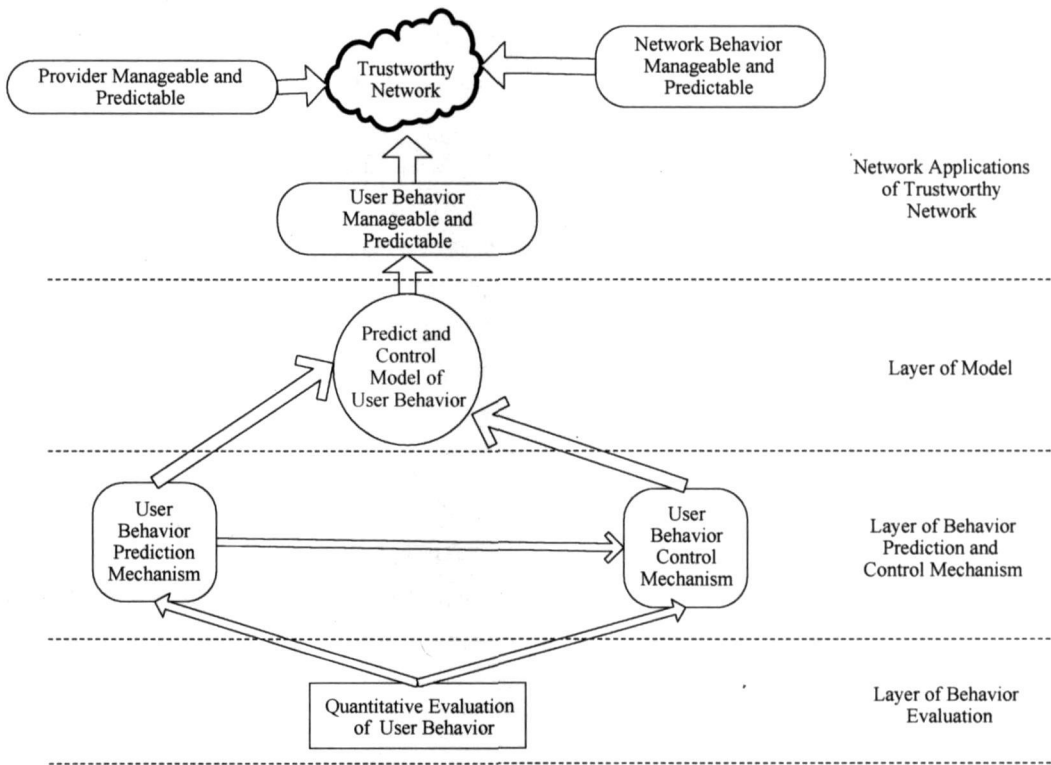 Provider Manageable and
Predictable
Trustworthy
Network
Network Behavior
Manageable and
Predictable
User Behavior
Manageable and
Predictable
Network Applications
of Trustworthy
Network
Predict and
Control
Model of
User Behavior
Layer of Model
User
Behavior
Prediction
Mechanism
User
Behavior
Control
Mechanism
Layer of Behavior
Prediction and
Control Mechanism
Quantitative Evaluation
of User Behavior
Layer of Behavior
Evaluation